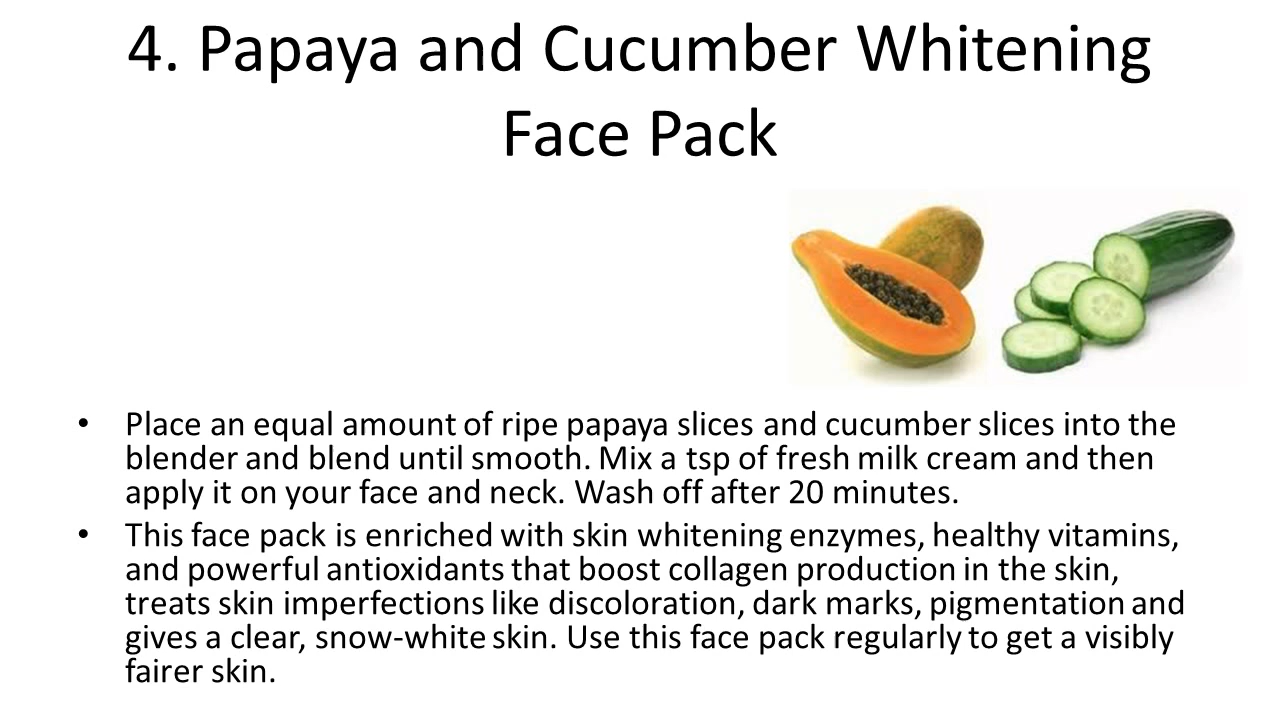 4. Papaya and Cucumber Whitening
Face Pack
• Place an equal amount of ripe papaya slices and cucumber slices into the
blender and blend until smooth. Mix a tsp of fresh milk cream and then
apply it on your face and neck. Wash off after 20 minutes.
• This face pack is enriched with skin whitening enzymes, healthy vitamins,
and powerful antioxidants that boost collagen production in the skin,
treats skin imperfections like discoloration, dark marks, pigmentation and
gives a clear, snow-white skin. Use this face pack regularly to get a visibly
fairer skin.